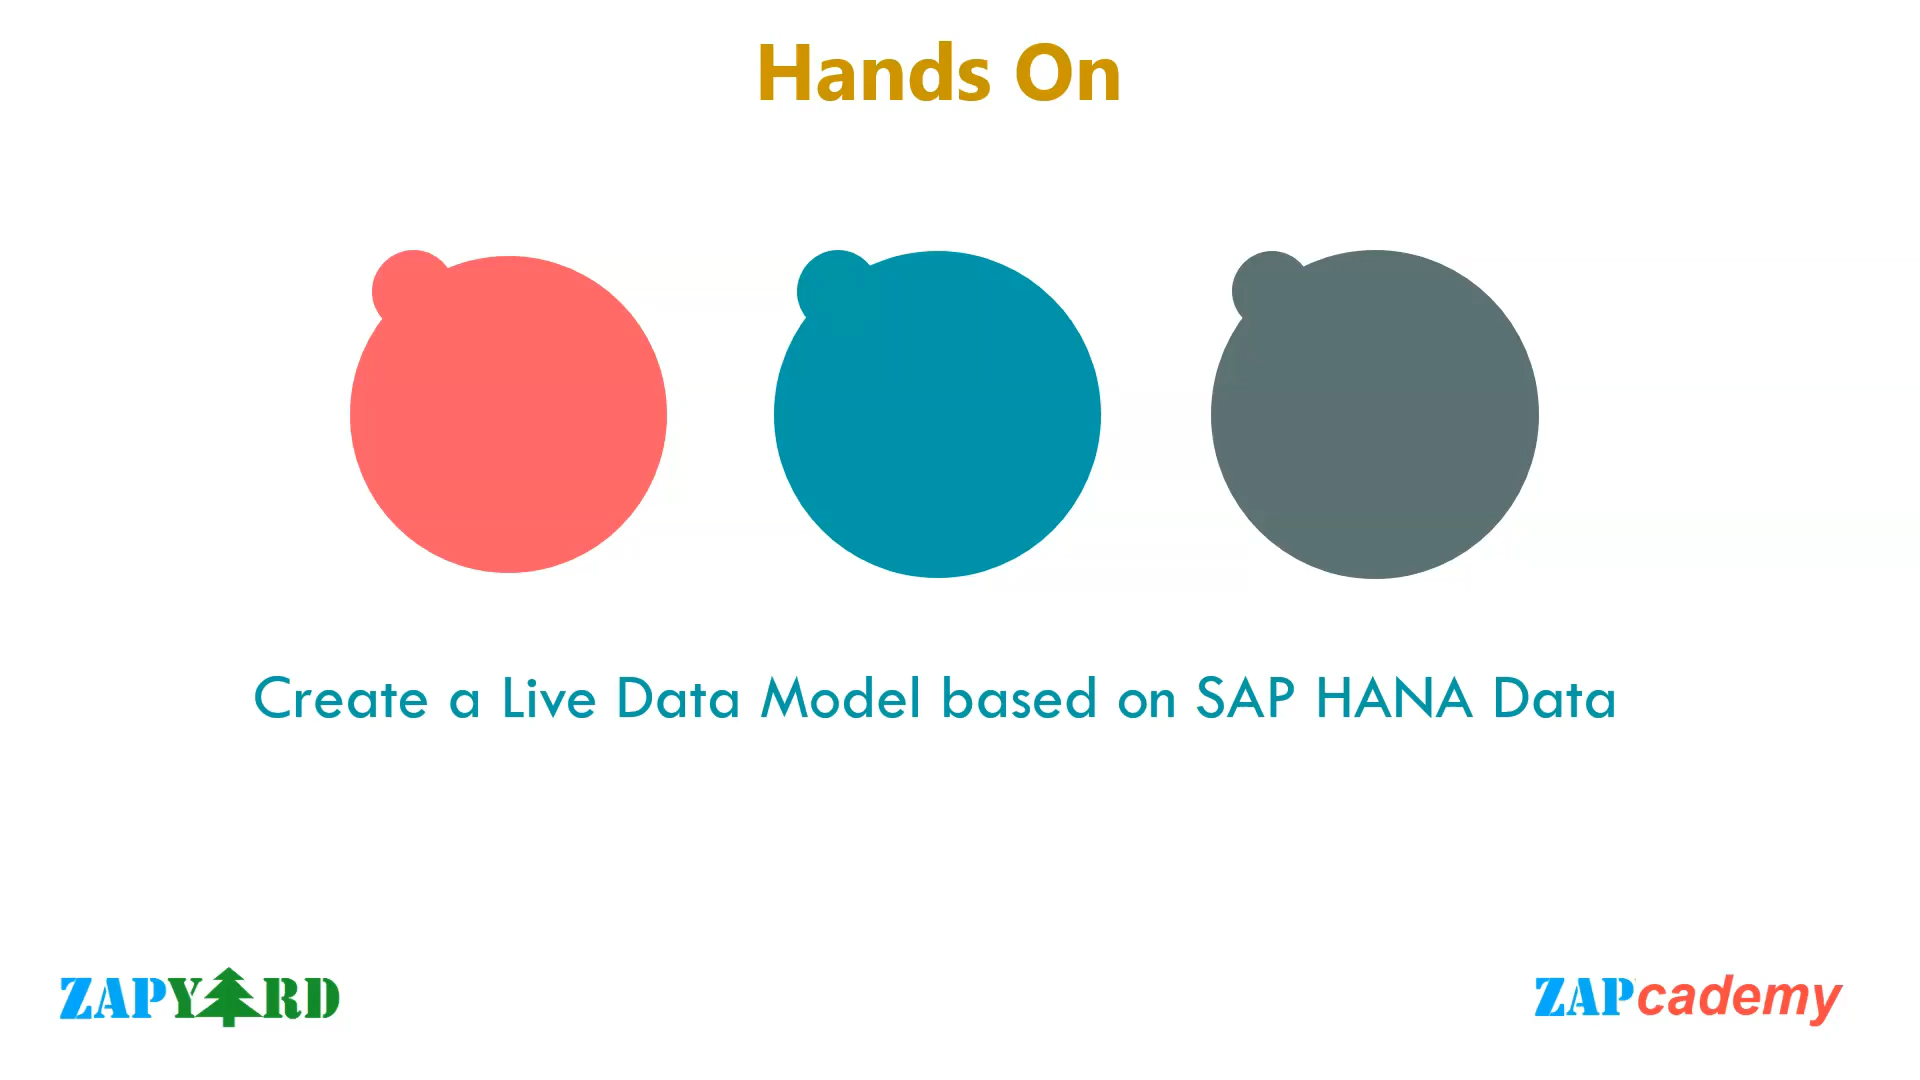 Hands On
Create a Live Data Model based on SAP HANA Data
ZAPYARD
ZAPcademy